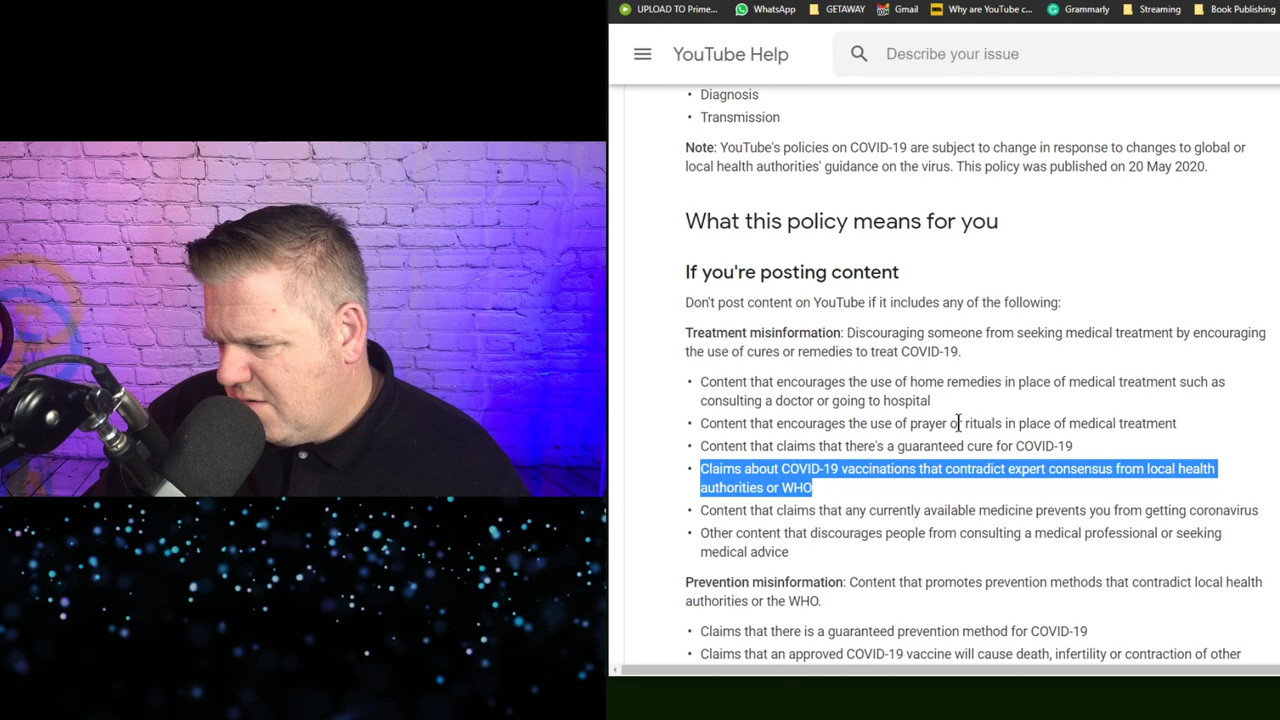 UPLOAD TO Prime... WhatsApp GETAWAY Gmail Why are YouTube c... Grammarly Streaming Book Publishing
YouTube Help Describe your issue
• Diagnosis
• Transmission
Note: YouTube's policies on COVID-19 are subject to change in response to changes to global or
local health authorities' guidance on the virus. This policy was published on 20 May 2020.
What this policy means for you
If you're posting content
Don't post content on YouTube if it includes any of the following:
Treatment misinformation: Discouraging someone from seeking medical treatment by encouraging
the use of cures or remedies to treat COVID-19.
• Content that encourages the use of home remedies in place of medical treatment such as
consulting a doctor or going to hospital
• Content that encourages the use of prayer or rituals in place of medical treatment
• Content that claims that there's a guaranteed cure for COVID-19
• Claims about COVID-19 vaccinations that contradict expert consensus from local health
authorities or WHO
• Content that claims that any currently available medicine prevents you from getting coronavirus
• Other content that discourages people from consulting a medical professional or seeking
medical advice
Prevention misinformation: Content that promotes prevention methods that contradict local health
authorities or the WHO.
• Claims that there is a guaranteed prevention method for COVID-19
• Claims that an approved COVID-19 vaccine will cause death, infertility or contraction of other